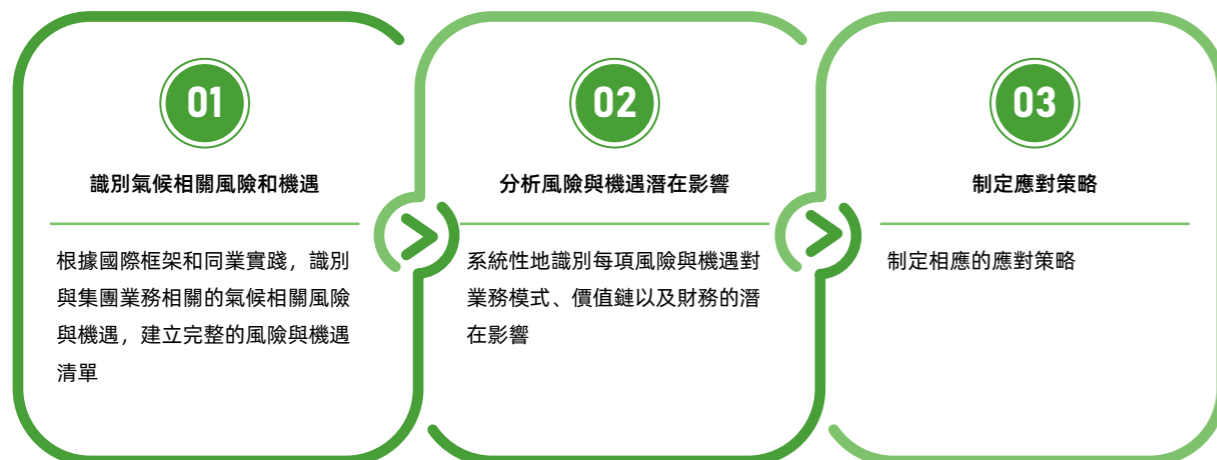 01
識別氣候相關風險和機遇
根據國際框架和同業實踐，識別
與集團業務相關的氣候相關風險
與機遇，建立完整的風險與機遇
清單
02
分析風險與機遇潛在影響
系統性地識別每項風險與機遇對
業務模式、價值鏈以及財務的潛
在影響
03
制定應對策略
制定相應的應對策略